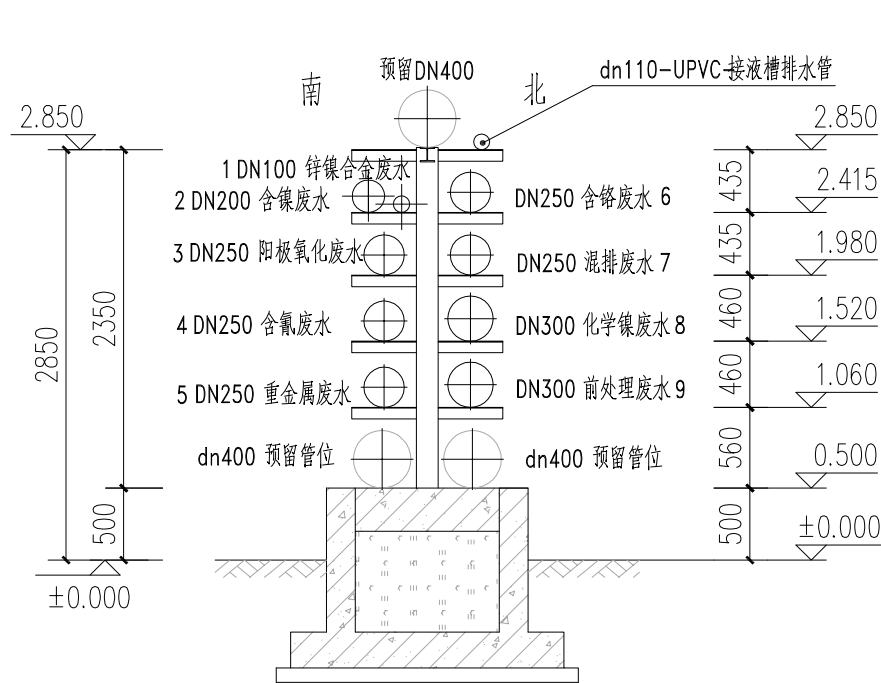 预留DN400
dn110-UPVC-接液槽排水管
南
北
2.850
2.850
1 DN100 锌镍合金废水
2 DN200 含镍废水
DN250 含铬废水 6
2.415
435
3 DN250 阳极氧化废水
DN250 混排废水 7
1.980
435
4 DN250 含氰废水
DN300 化学镍废水 8
1.520
460
2350
2850
5 DN250 重金属废水
DN300 前处理废水 9
1.060
460
dn400 预留管位
dn400 预留管位
0.500
560
500
500
±0.000
±0.000